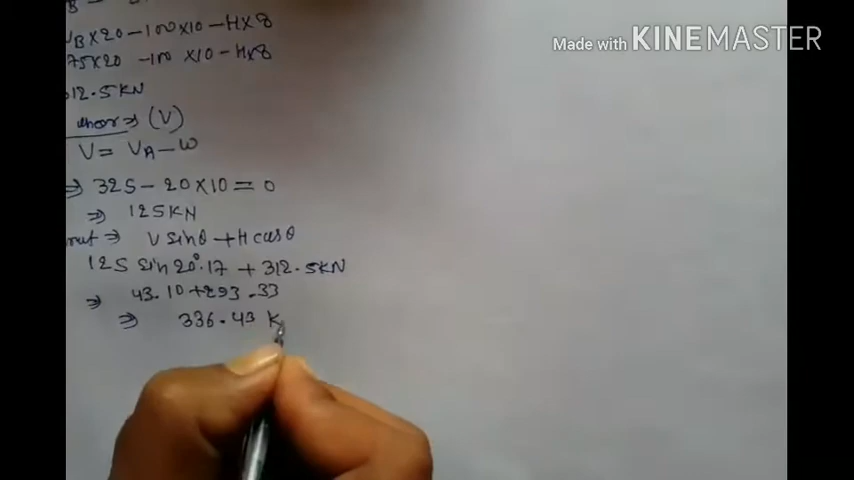 Made with KINEMASTER
VB×20-100×10-H×8
75×20 -100 ×10-H×8
312.5KN
(V)
V= VA-W
⇒ 325-20×10=0
⇒ 125KN
⇒ V sinθ+H cosθ
125 sin 20°.17 + 312.5KN
⇒ 43.10+293.33
⇒ 336.43 K